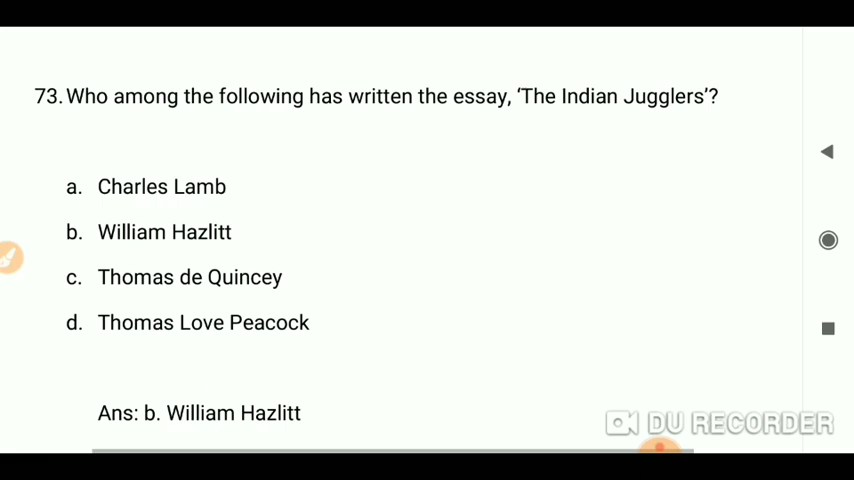 73. Who among the following has written the essay, ‘The Indian Jugglers’?
a. Charles Lamb
b. William Hazlitt
c. Thomas de Quincey
d. Thomas Love Peacock
Ans: b. William Hazlitt
DU RECORDER